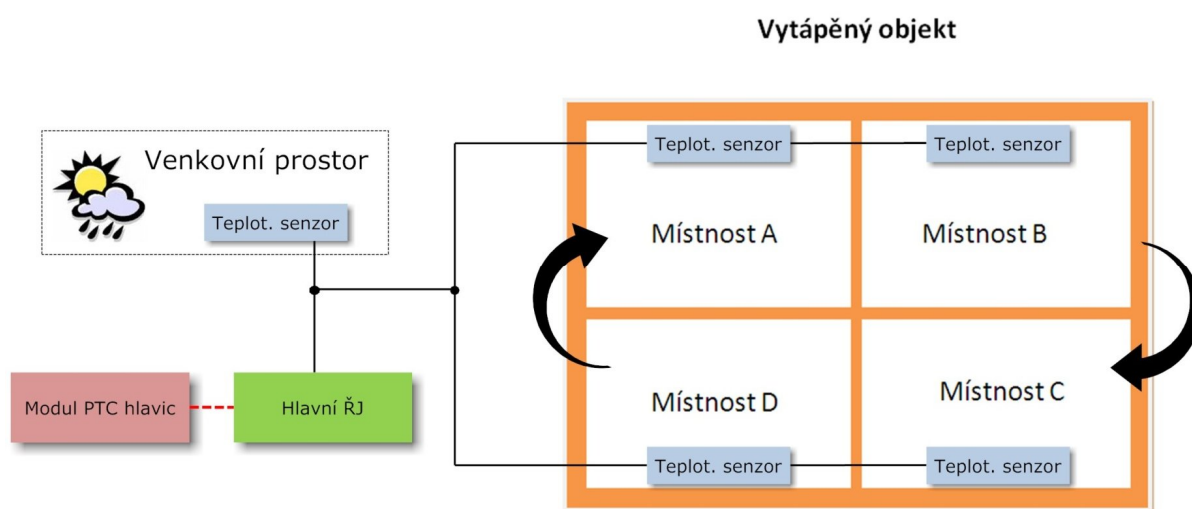 Vytápěný objekt
Venkovní prostor
Teplot. senzor
Teplot. senzor
Teplot. senzor
Místnost A
Místnost B
Modul PTC hlavic
Hlavní ŘJ
Místnost D
Místnost C
Teplot. senzor
Teplot. senzor